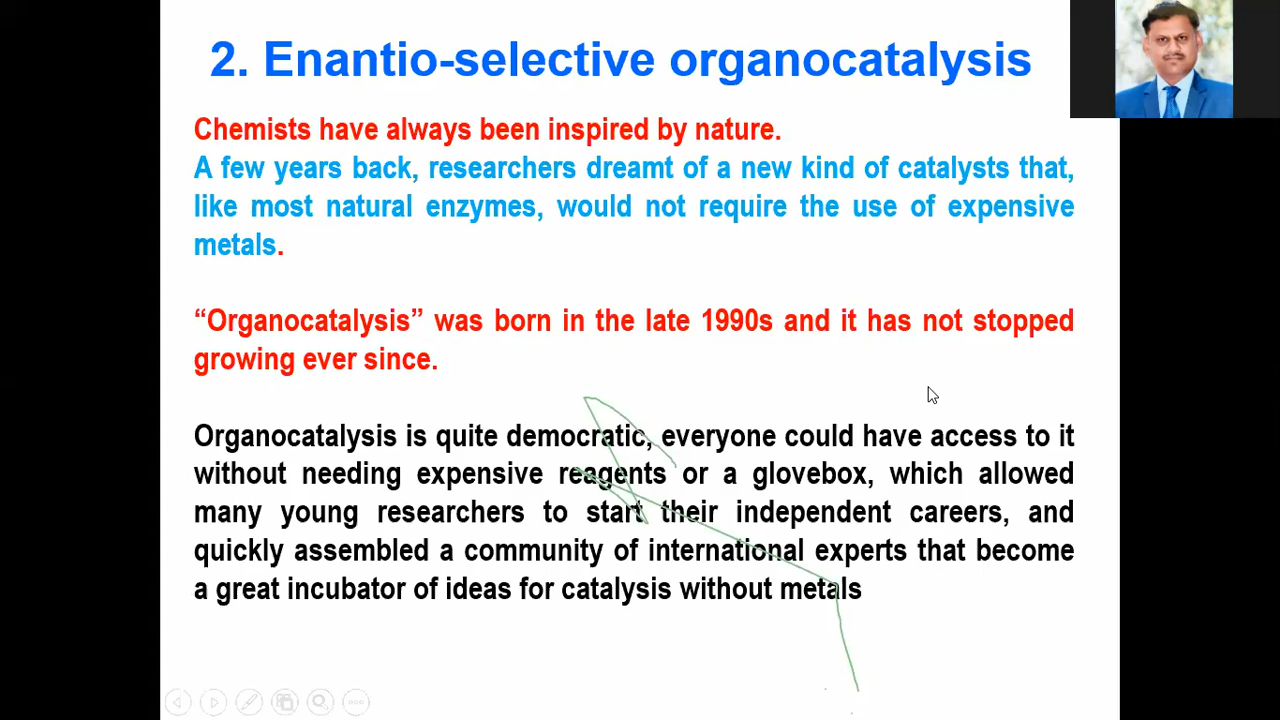 2. Enantio-selective organocatalysis
Chemists have always been inspired by nature.
A few years back, researchers dreamt of a new kind of catalysts that,
like most natural enzymes, would not require the use of expensive
metals.
“Organocatalysis” was born in the late 1990s and it has not stopped
growing ever since.
Organocatalysis is quite democratic, everyone could have access to it
without needing expensive reagents or a glovebox, which allowed
many young researchers to start their independent careers, and
quickly assembled a community of international experts that become
a great incubator of ideas for catalysis without metals